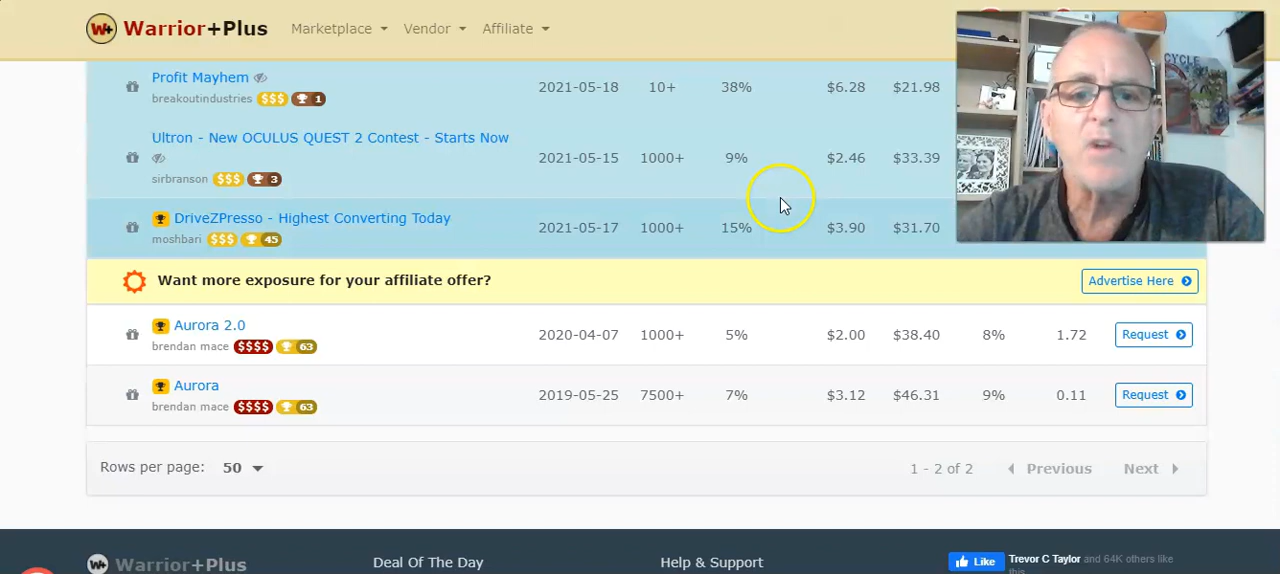 Warrior+Plus Marketplace Vendor Affiliate
Profit Mayhem 2021-05-18 10+ 38% $6.28 $21.98
breakoutindustries $$$ 1
Ultron - New OCULUS QUEST 2 Contest - Starts Now 2021-05-15 1000+ 9% $2.46 $33.39
sirbranson $$$ 3
DriveZPresso - Highest Converting Today 2021-05-17 1000+ 15% $3.90 $31.70
moshbari $$$ 45
Want more exposure for your affiliate offer? Advertise Here
Aurora 2.0 2020-04-07 1000+ 5% $2.00 $38.40 8% 1.72 Request
brendan mace $$$$ 63
Aurora 2019-05-25 7500+ 7% $3.12 $46.31 9% 0.11 Request
brendan mace $$$$ 63
Rows per page: 50 1 - 2 of 2 Previous Next
Warrior+Plus Deal Of The Day Help & Support Like Trevor C Taylor and 64K others like this.
CYCLE